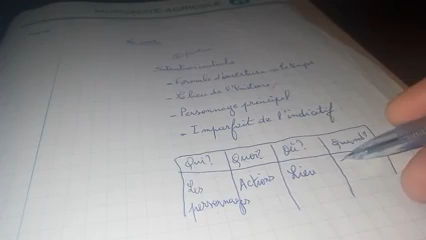 Situation initiale
- Formule d'ouverture le temps
- Lieu de l'histoire.
- Personnage principal
- Imparfait de l'indicatif
Qui? Quoi? Où? Quand?
Les personnages Actions Lieu